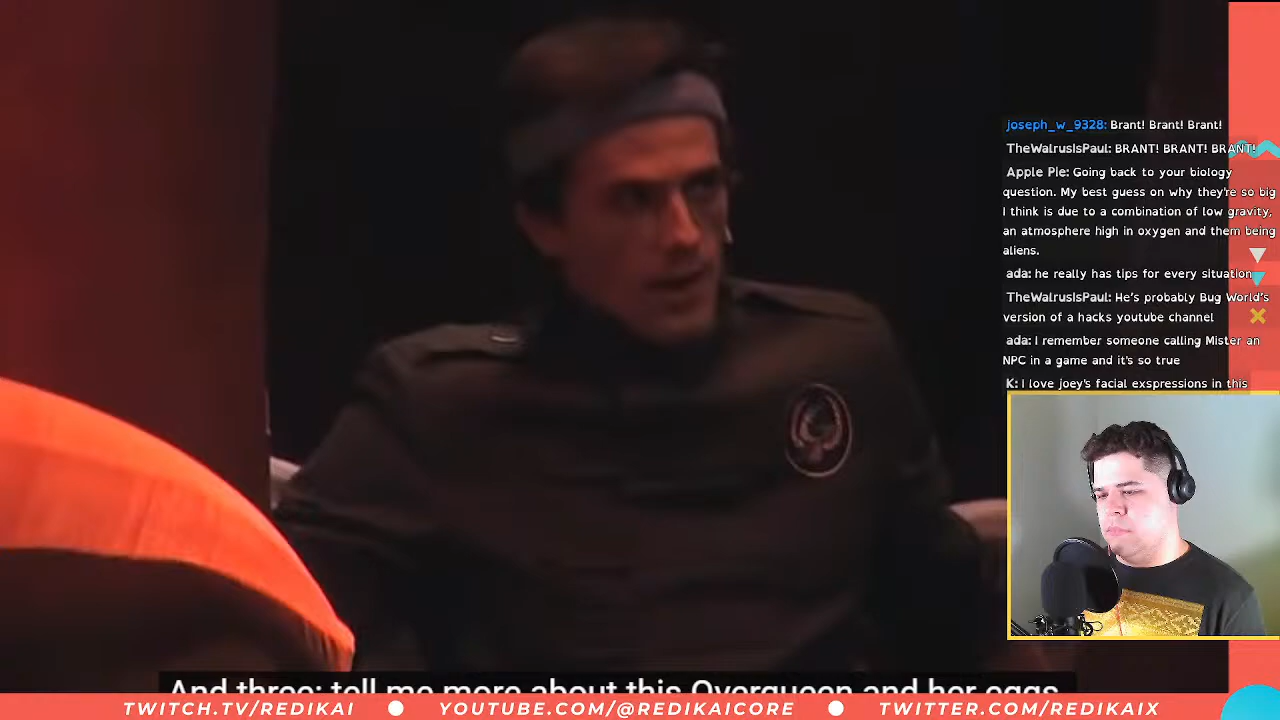 joseph_w_9328: Brant! Brant! Brant!
TheWalrusIsPaul: BRANT! BRANT! BRANT!
Apple Pie: Going back to your biology
question. My best guess on why they're so big
I think is due to a combination of low gravity,
an atmosphere high in oxygen and them being
aliens.
ada: he really has tips for every situation
TheWalrusIsPaul: He's probably Bug World's
version of a hacks youtube channel
ada: I remember someone calling Mister an
NPC in a game and it's so true
K: I love joey's facial exspressions in this
And three: tell me more about this Overqueen and her eggs
TWITCH.TV/REDIKAI
YOUTUBE.COM/@REDIKAICORE
TWITTER.COM/REDIKAIX